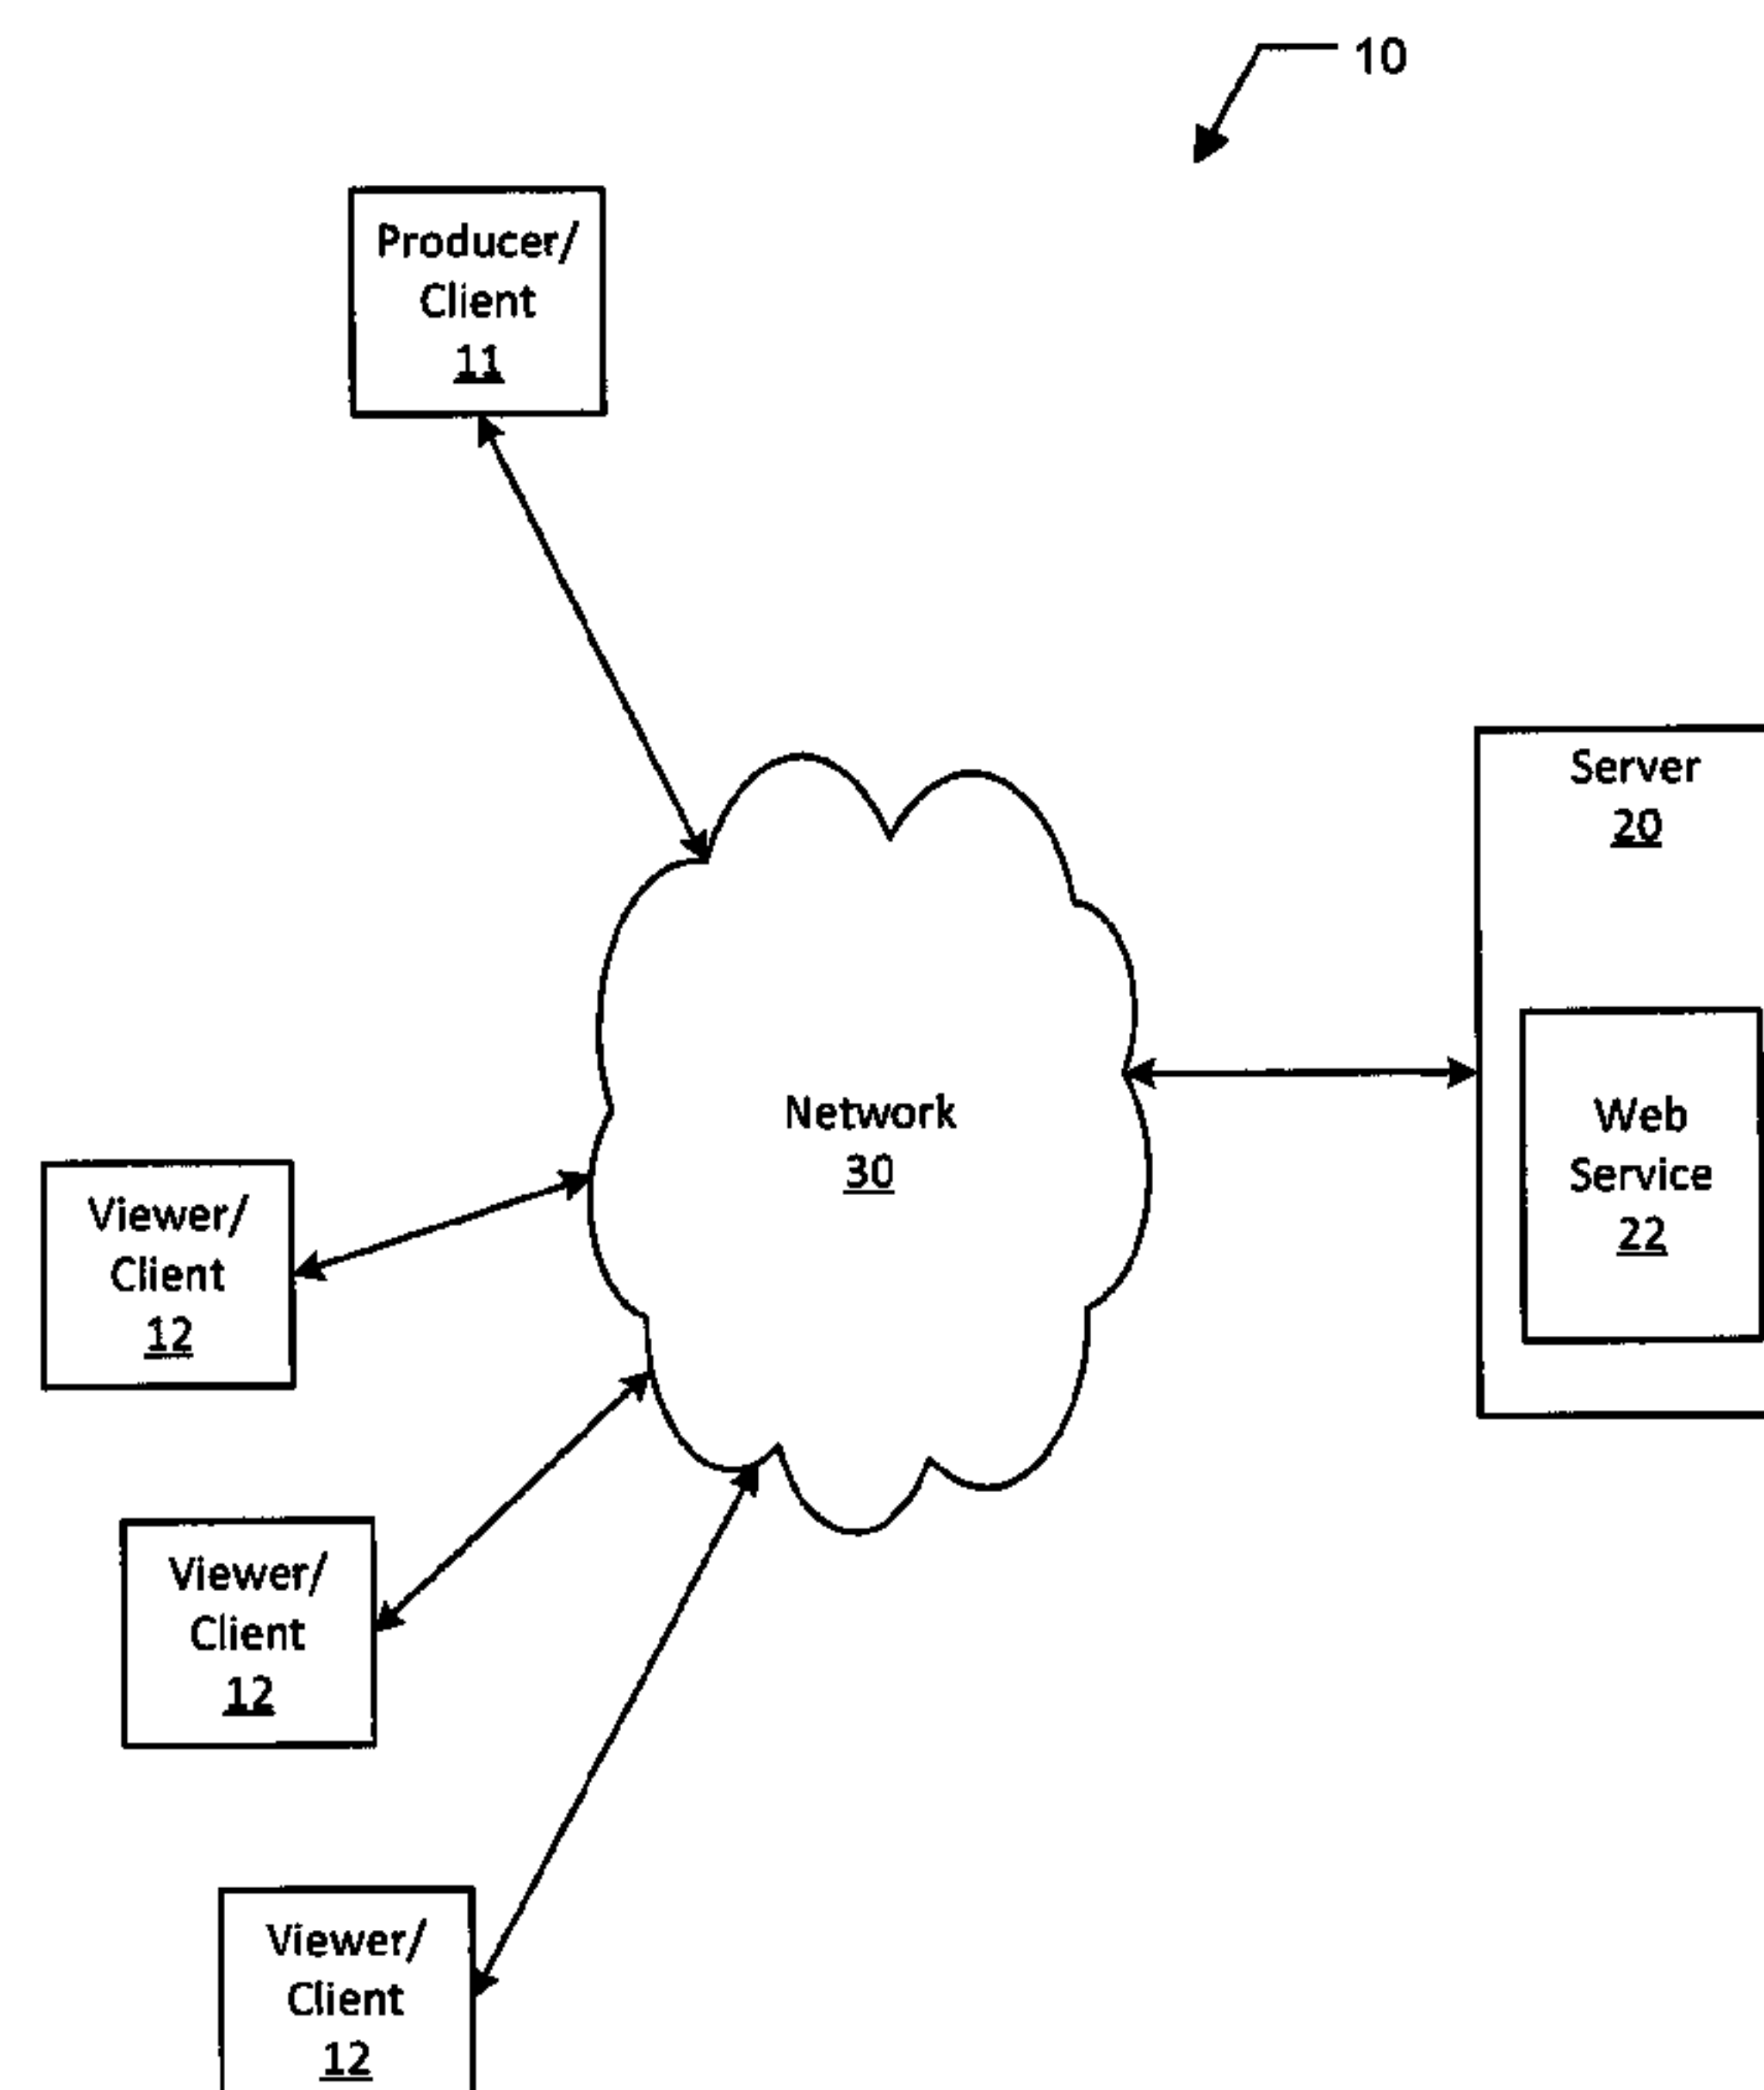 10
Producer/
Client
11
Server
20
Network
30
Web
Service
22
Viewer/
Client
12
Viewer/
Client
12
Viewer/
Client
12